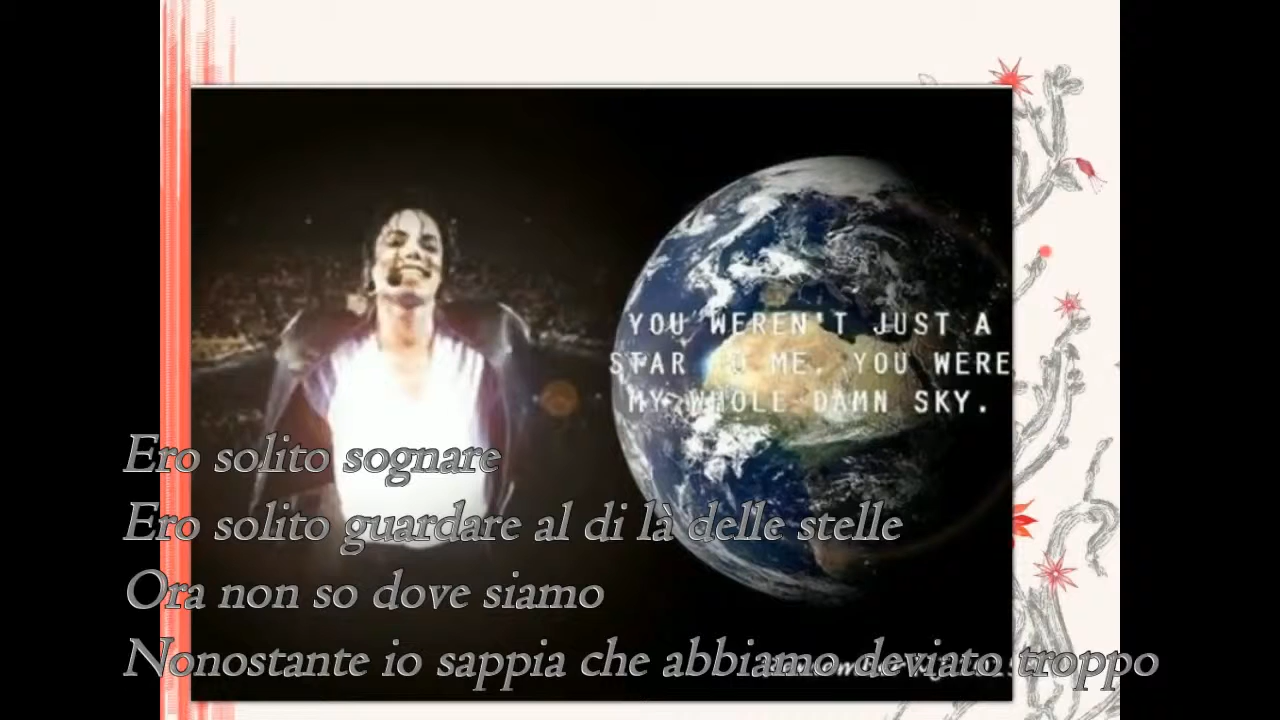 YOU WEREN'T JUST A
STAR TO ME, YOU WERE
MY WHOLE DAMN SKY.
Ero solito sognare
Ero solito guardare al di là delle stelle
Ora non so dove siamo
Nonostante io sappia che abbiamo deviato troppo